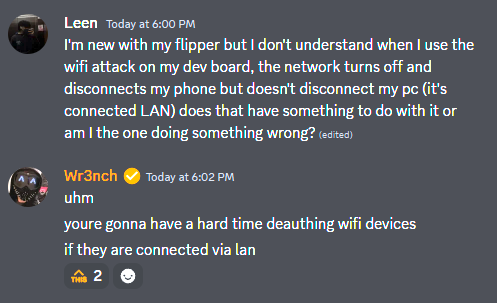 Leen Today at 6:00 PM
I'm new with my flipper but I don't understand when I use the
wifi attack on my dev board, the network turns off and
disconnects my phone but doesn't disconnect my pc (it's
connected LAN) does that have something to do with it or
am I the one doing something wrong? (edited)
Wr3nch Today at 6:02 PM
uhm
youre gonna have a hard time deauthing wifi devices
if they are connected via lan
THIS 2